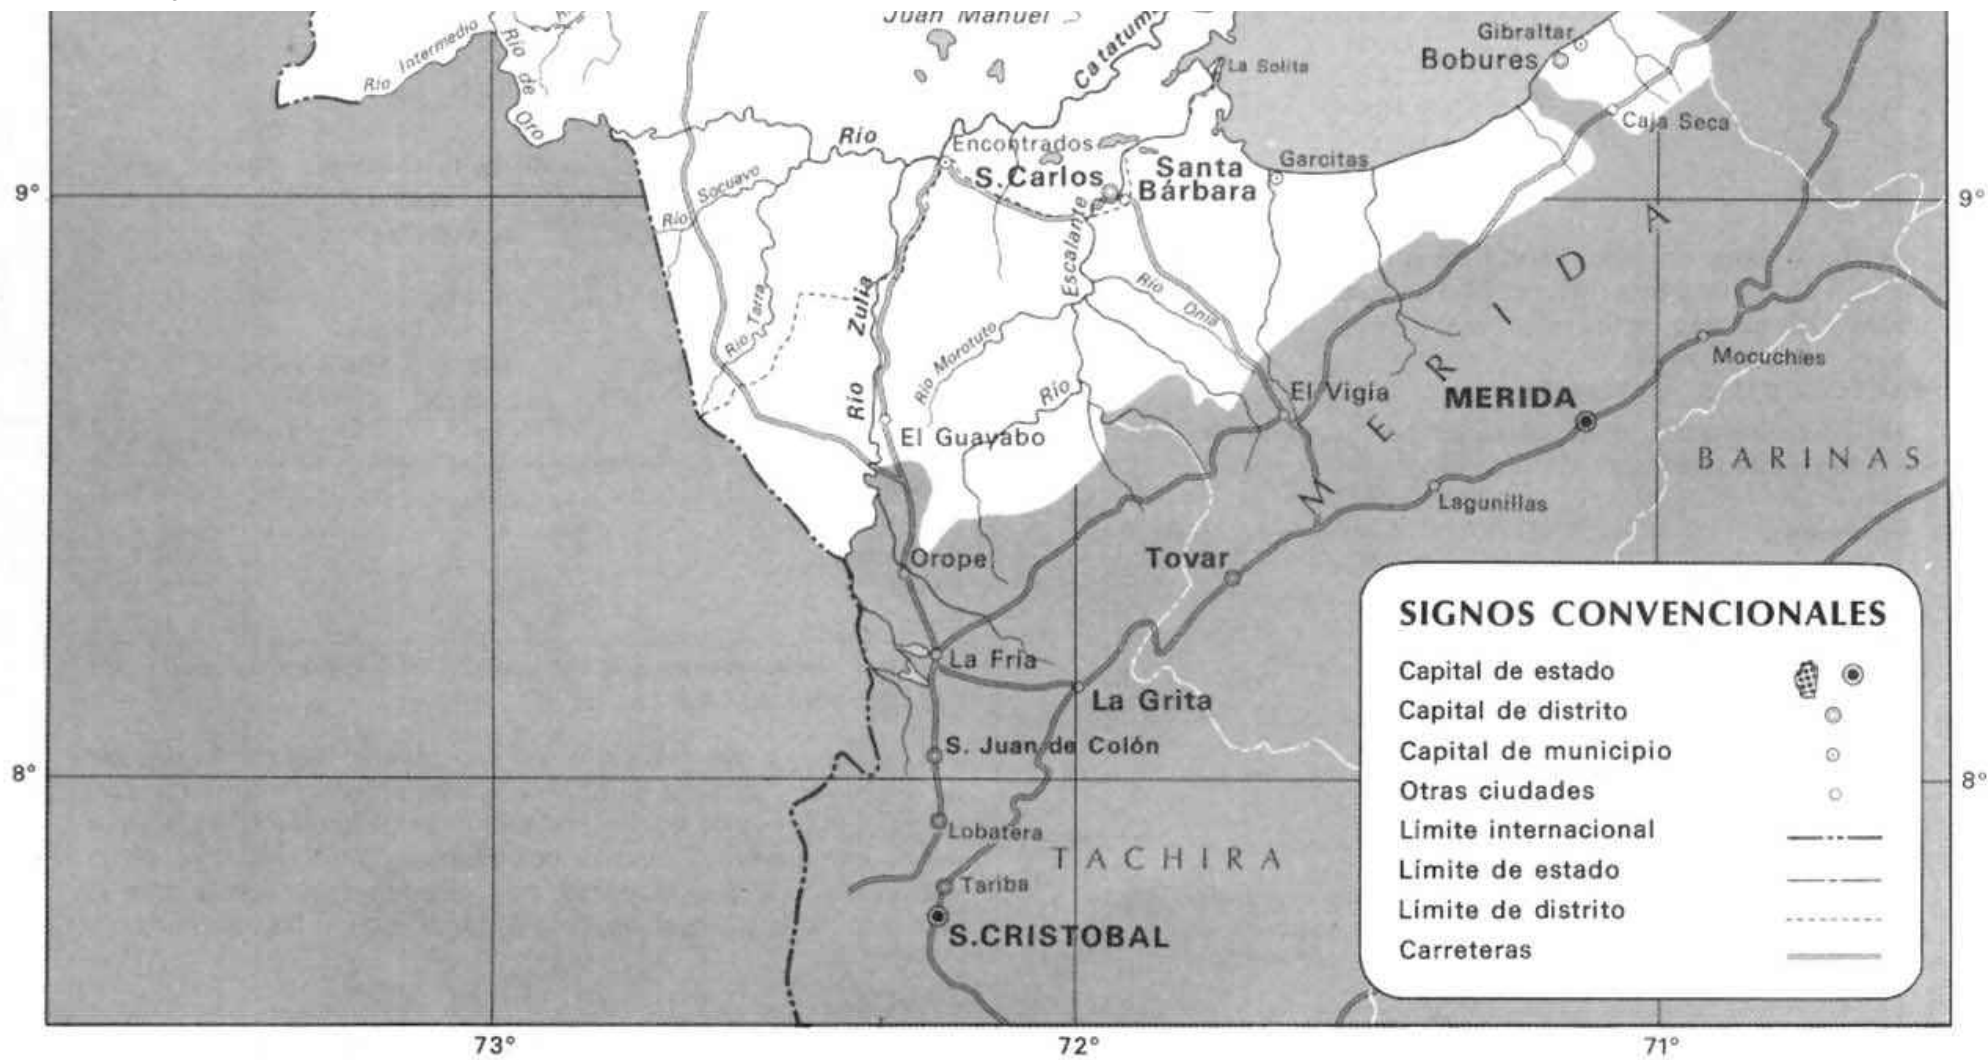 Juan Manuel
Gibraltar
Bobures
Río Intermedio
Río de Oro
Catatum
La Solita
Caja Seca
Río
Encontrados
Garcitas
S. Carlos
Santa
Bárbara
9°
9°
Río Socuavo
Escalante
Río Onia
Río Tarra
Río Zulia
Río Morotuto
Río
El Guayabo
El Vigía
MERIDA
Mocuchies
MERIDA
BARINAS
Lagunillas
Orope
Tovar
La Fría
La Grita
S. Juan de Colón
8°
8°
Lobatera
TACHIRA
Tariba
S.CRISTOBAL
SIGNOS CONVENCIONALES
Capital de estado
Capital de distrito
Capital de municipio
Otras ciudades
Límite internacional
Límite de estado
Límite de distrito
Carreteras
73°
72°
71°